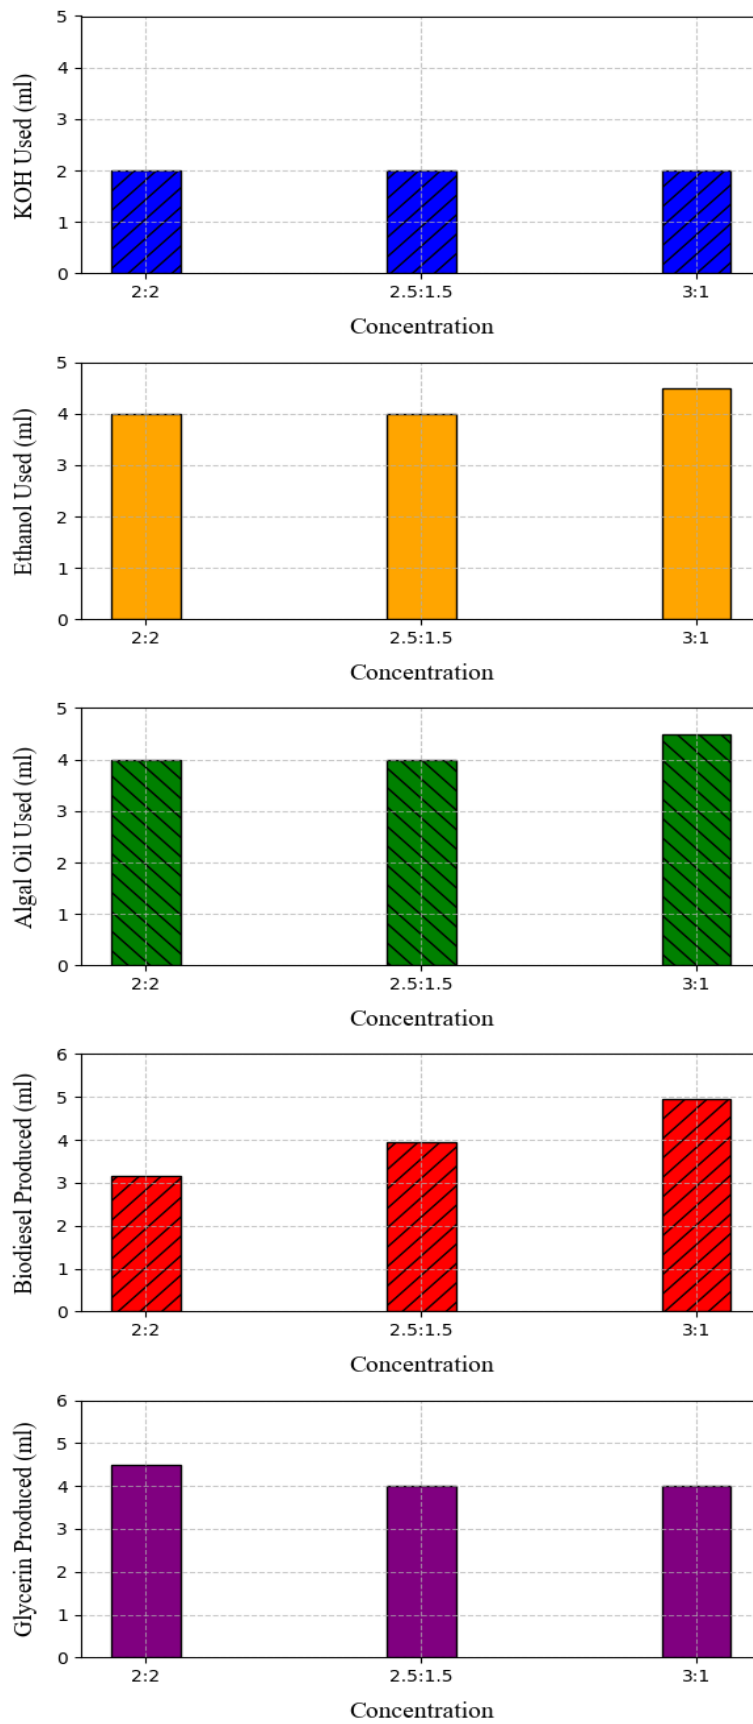 KOH Used (ml)
5
4
3
2
1
0
2:2 2.5:1.5 3:1
Concentration
Ethanol Used (ml)
5
4
3
2
1
0
2:2 2.5:1.5 3:1
Concentration
Algal Oil Used (ml)
5
4
3
2
1
0
2:2 2.5:1.5 3:1
Concentration
Biodiesel Produced (ml)
6
5
4
3
2
1
0
2:2 2.5:1.5 3:1
Concentration
Glycerin Produced (ml)
6
5
4
3
2
1
0
2:2 2.5:1.5 3:1
Concentration